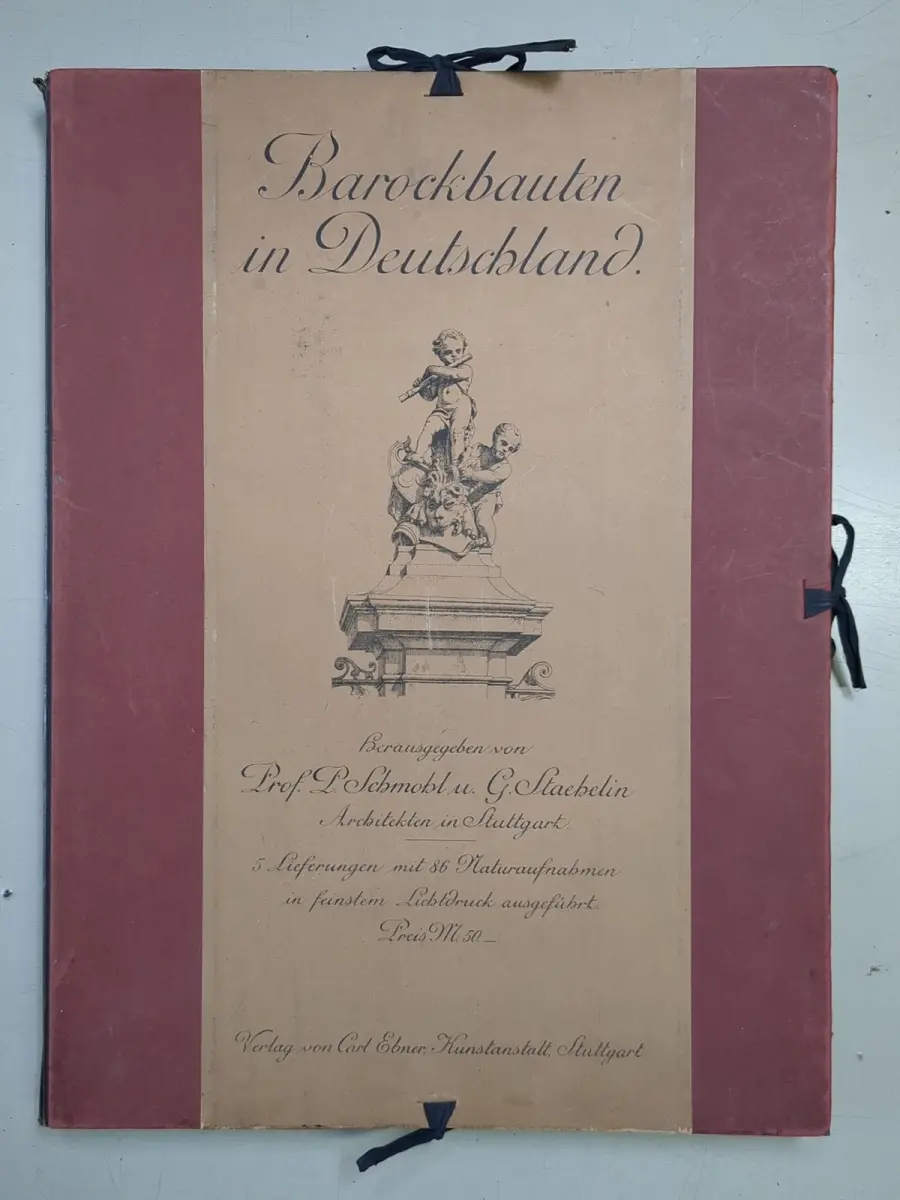 Barockbauten
in Deutschland.
Herausgegeben von
Prof. P. Schmohl u. G. Staehelin
Architekten in Stuttgart.
5 Lieferungen mit 86 Naturaufnahmen
in feinstem Lichtdruck ausgeführt.
Preis M. 50._
Verlag von Carl Ebner, Kunstanstalt, Stuttgart